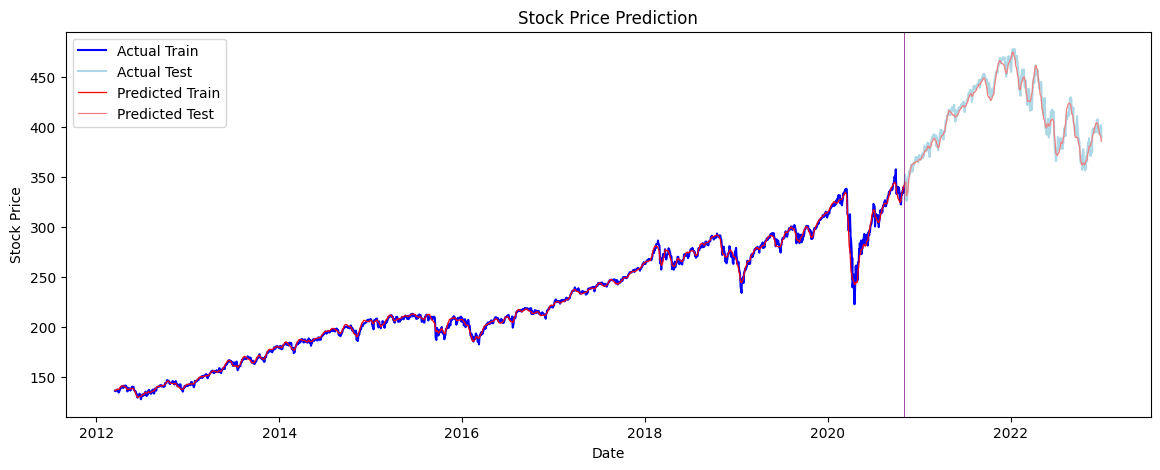 Stock Price Prediction
Actual Train
Actual Test
Predicted Train
Predicted Test
Stock Price
450
400
350
300
250
200
150
2012
2014
2016
2018
2020
2022
Date